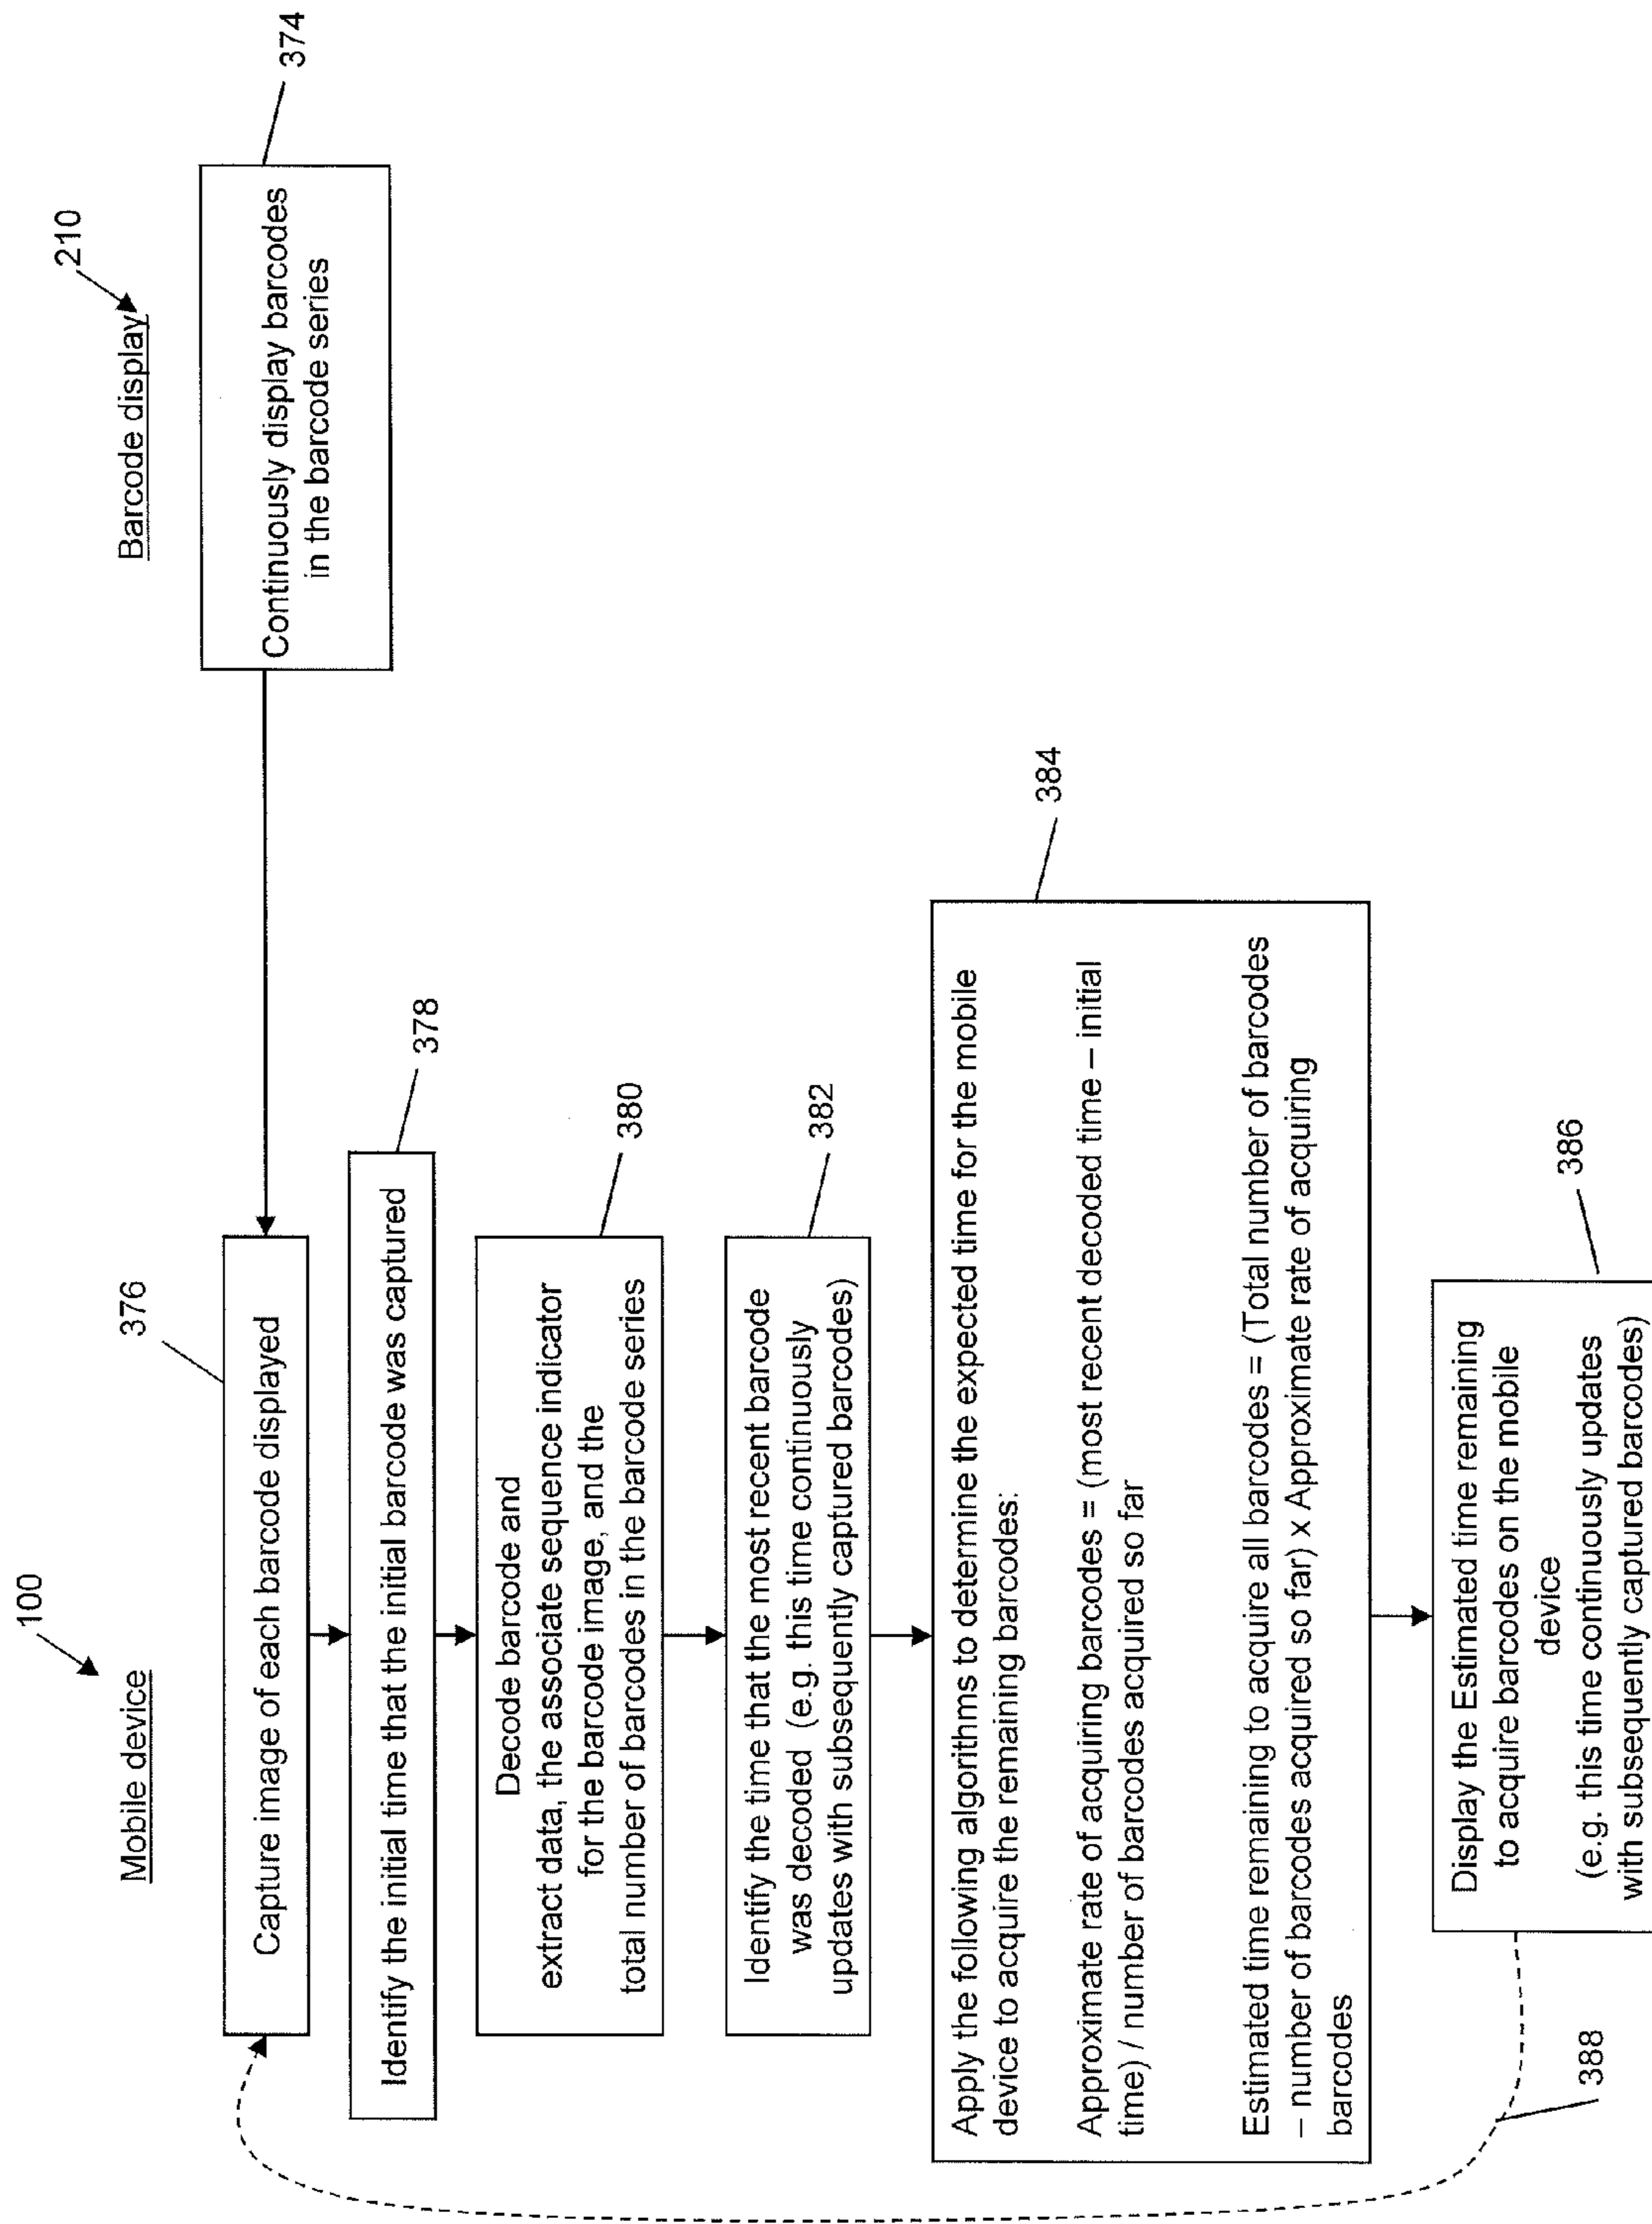 Mobile device
100
Barcode display
210
376
Capture image of each barcode displayed
Continuously display barcodes
in the barcode series
374
Identify the initial time that the initial barcode was captured
378
Decode barcode and
extract data, the associate sequence indicator
for the barcode image, and the
total number of barcodes in the barcode series
380
Identify the time that the most recent barcode
was decoded (e.g. this time continuously
updates with subsequently captured barcodes)
382
Apply the following algorithms to determine the expected time for the mobile
device to acquire the remaining barcodes:
Approximate rate of acquiring barcodes = (most recent decoded time – initial
time) / number of barcodes acquired so far
Estimated time remaining to acquire all barcodes = (Total number of barcodes
– number of barcodes acquired so far) x Approximate rate of acquiring
barcodes
384
Display the Estimated time remaining
to acquire barcodes on the mobile
device
(e.g. this time continuously updates
with subsequently captured barcodes)
386
388